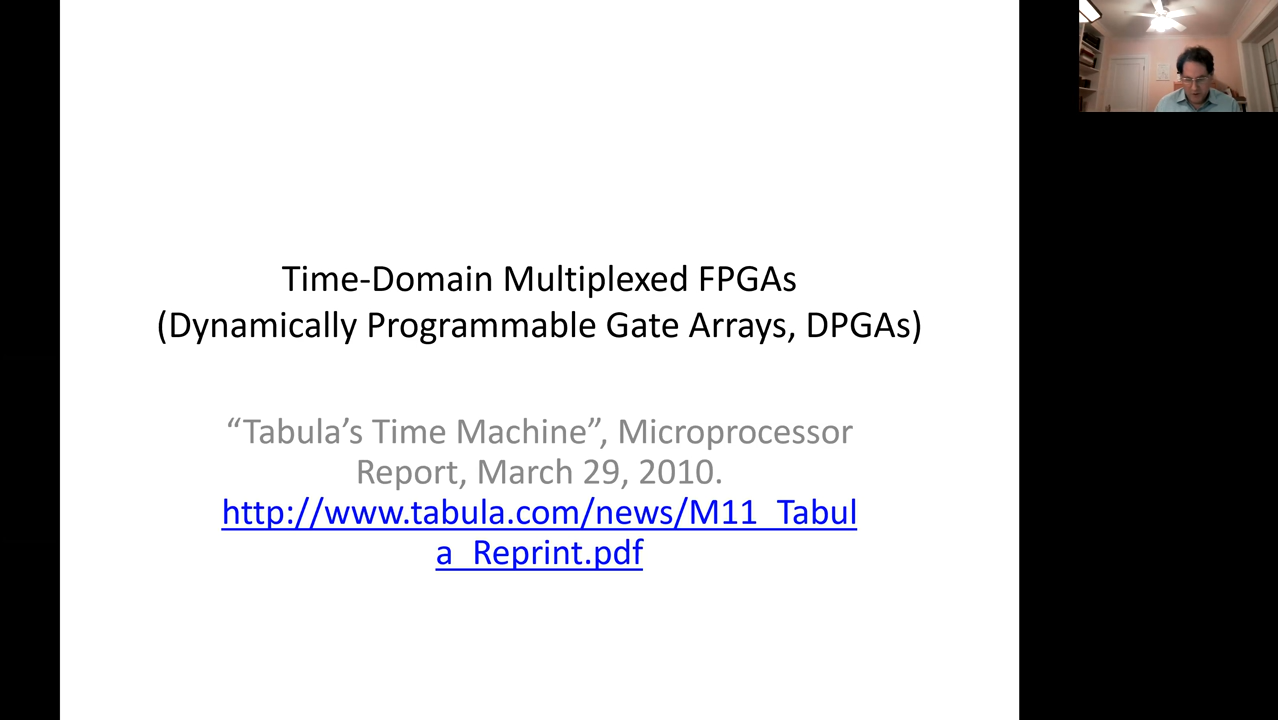 Time-Domain Multiplexed FPGAs
(Dynamically Programmable Gate Arrays, DPGAs)
“Tabula’s Time Machine”, Microprocessor
Report, March 29, 2010.
http://www.tabula.com/news/M11_Tabul
a_Reprint.pdf